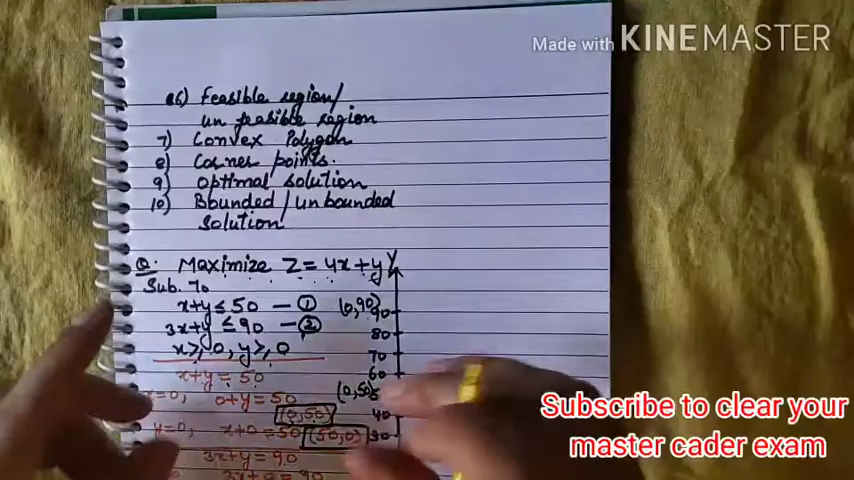 Made with KINEMASTER
6) Feasible region/
un feasible region
7) Convex Polygon
8) Corner points.
9) optimal solution
10) Bounded / unbounded
solution
Q. Maximize Z = 4x+y
Sub. To
x+y ≤ 50 — ①
3x+y ≤ 90 — ②
x ≥ 0, y ≥ 0
x+y = 50
x=0, 0+y = 50
(0,50)
y=0, x+0 = 50 (50,0)
3x+y = 90
3x+0 = 90
Y
(0,90) 90
80
70
60
(0,50)
40
30
Subscribe to clear your
master cader exam